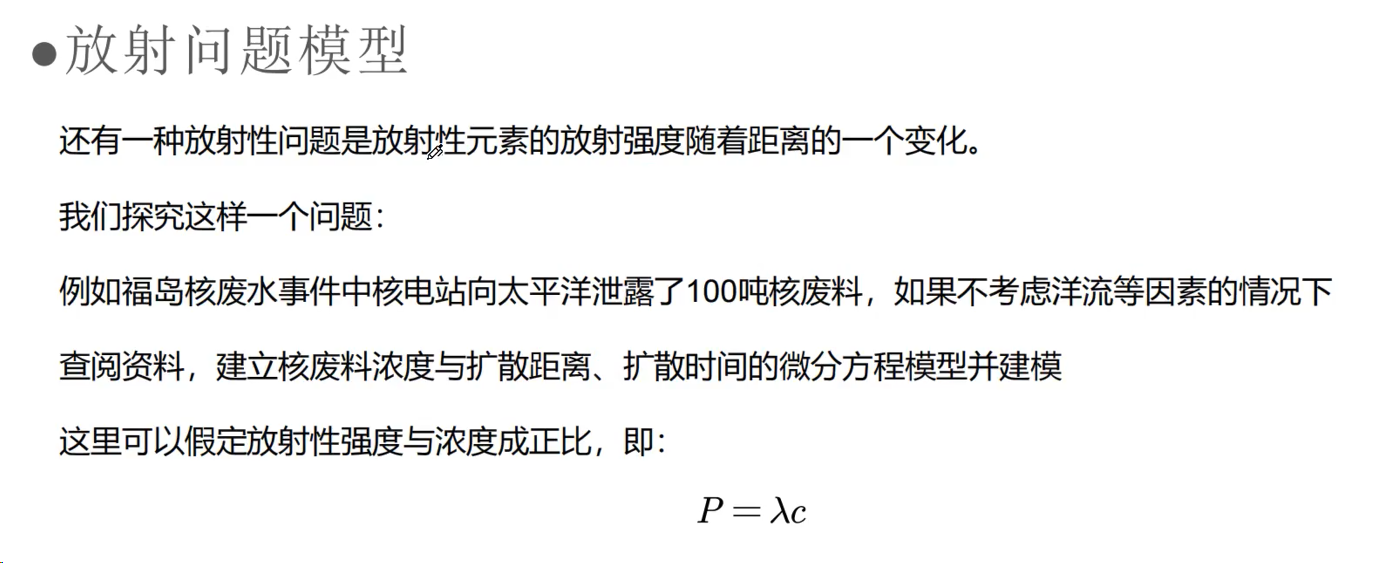 ●放射问题模型
还有一种放射性问题是放射性元素的放射强度随着距离的一个变化。
我们探究这样一个问题：
例如福岛核废水事件中核电站向太平洋泄露了100吨核废料，如果不考虑洋流等因素的情况下
查阅资料，建立核废料浓度与扩散距离、扩散时间的微分方程模型并建模
这里可以假定放射性强度与浓度成正比，即：
P = λc